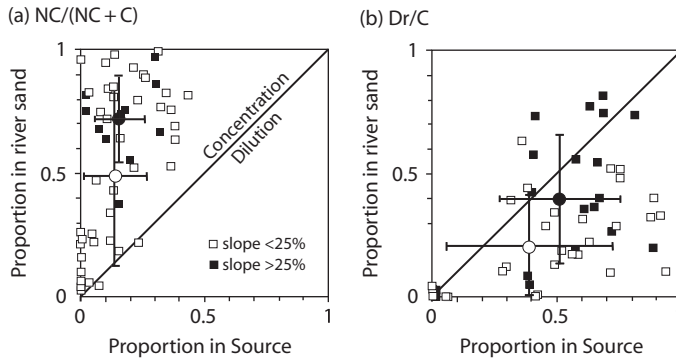 (a) NC/(NC + C)
(b) Dr/C
1
Proportion in river sand
0.5
0
Concentration
Dilution
slope <25%
slope >25%
0
0.5
1
Proportion in Source
1
Proportion in river sand
0.5
0
0
0.5
Proportion in Source